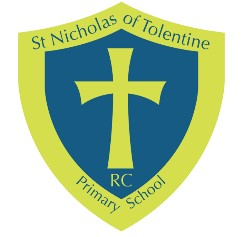 St Nicholas of Tolentine
RC
Primary School